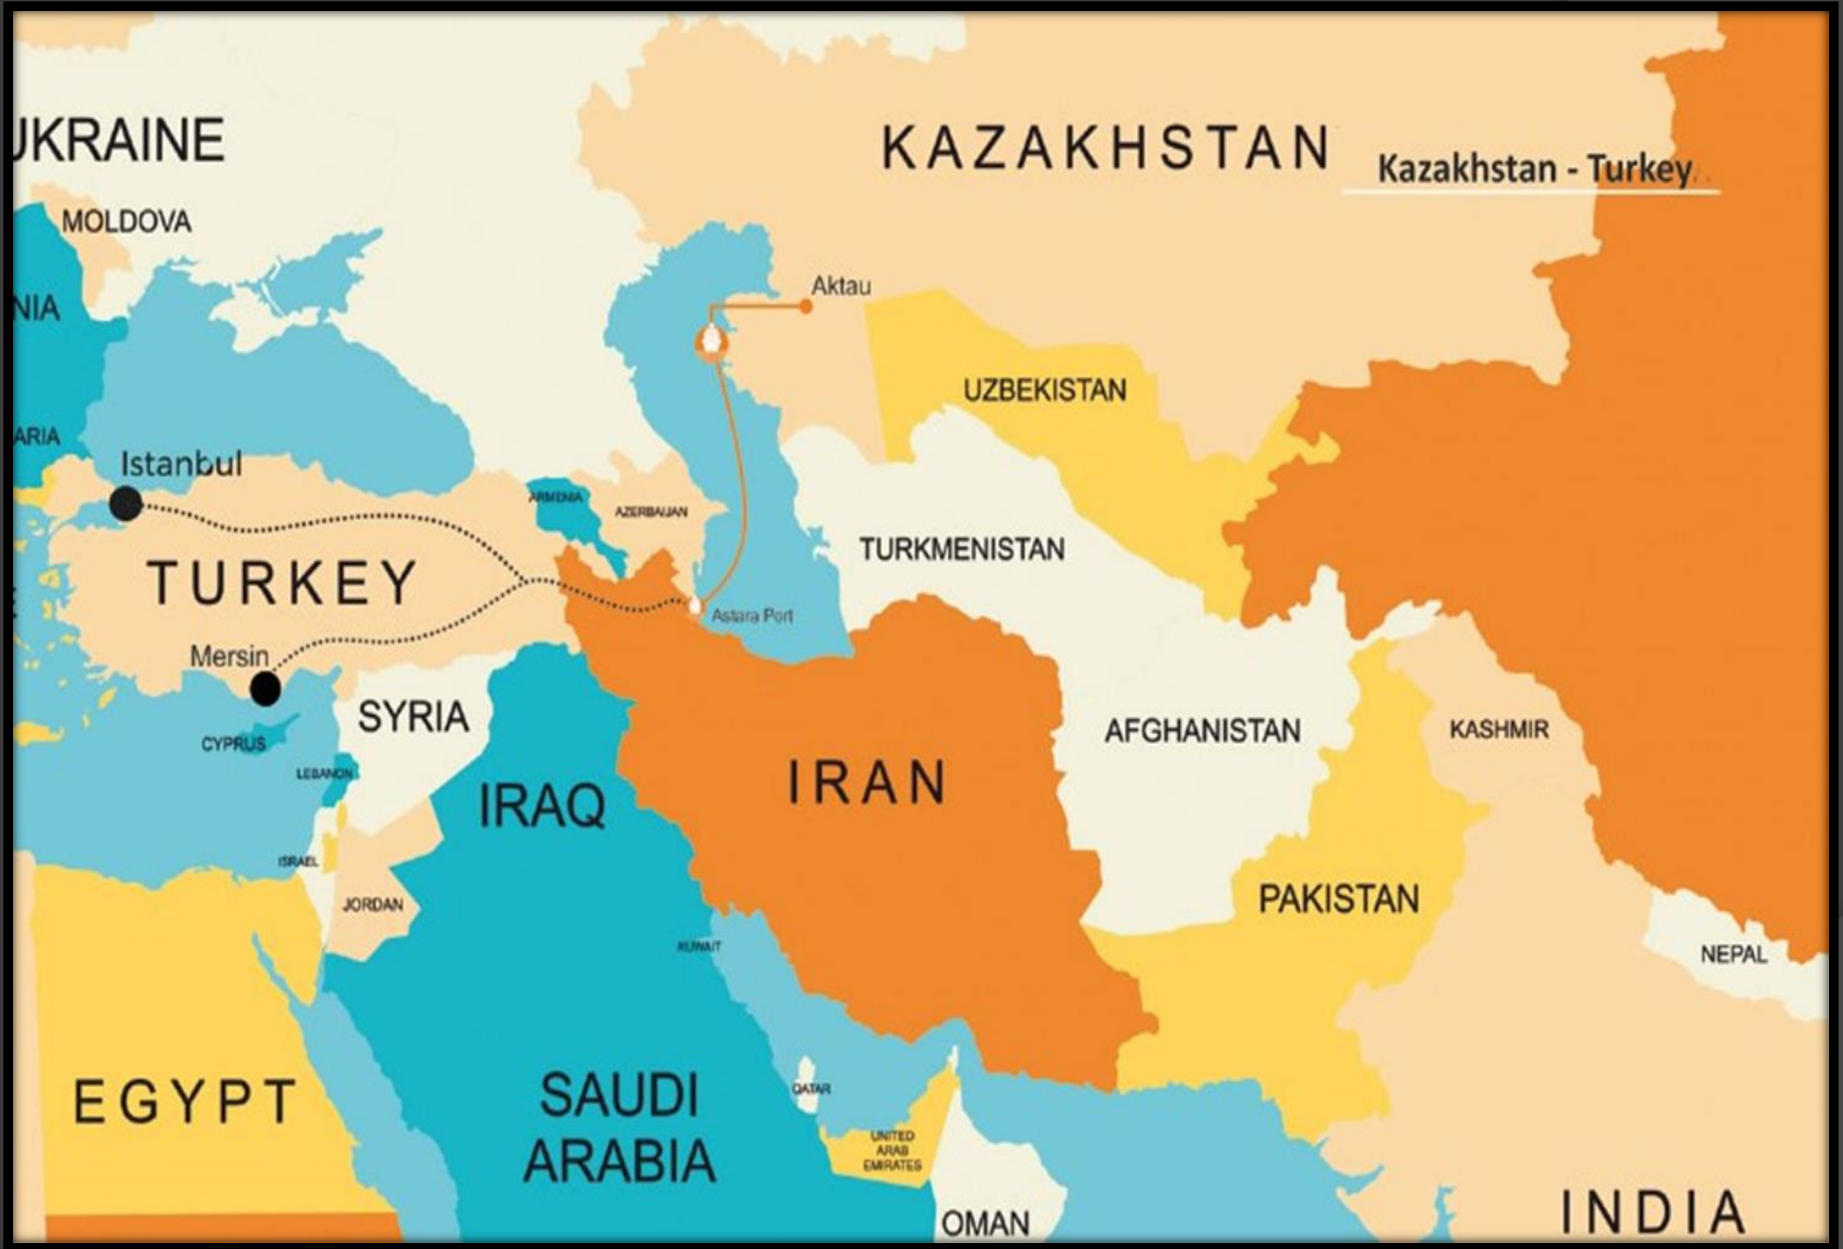 UKRAINE
KAZAKHSTAN
Kazakhstan - Turkey
MOLDOVA
Aktau
NIA
UZBEKISTAN
ARIA
Istanbul
ARMENIA
AZERBAIJAN
TURKMENISTAN
TURKEY
Astara Port
Mersin
SYRIA
AFGHANISTAN
KASHMIR
CYPRUS
LEBANON
IRAN
IRAQ
ISRAEL
JORDAN
PAKISTAN
KUWAIT
NEPAL
EGYPT
SAUDI
ARABIA
QATAR
UNITED
ARAB
EMIRATES
OMAN
INDIA